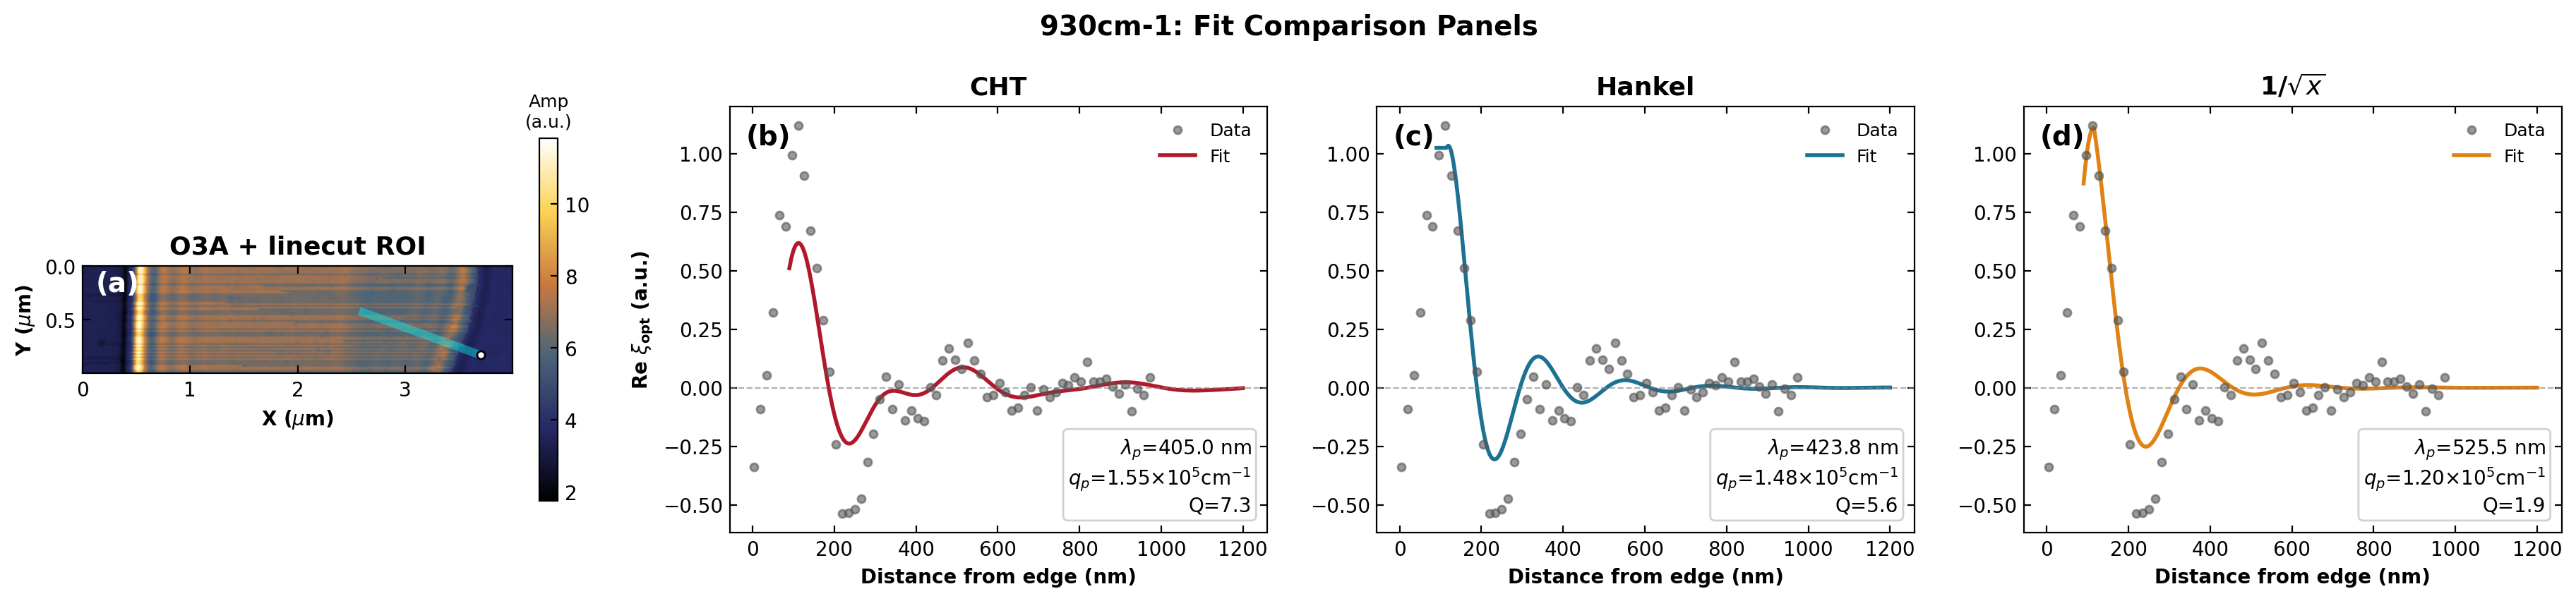 930cm-1: Fit Comparison Panels
O3A + linecut ROI
(a)
0.0
0.5
Y (μm)
0
1
2
3
X (μm)
Amp
(a.u.)
10
8
6
4
2
CHT
(b)
Data
Fit
1.00
0.75
0.50
0.25
0.00
−0.25
−0.50
Re ξopt (a.u.)
λp=405.0 nm
qp=1.55×10⁵cm⁻¹
Q=7.3
0 200 400 600 800 1000 1200
Distance from edge (nm)
Hankel
(c)
Data
Fit
1.00
0.75
0.50
0.25
0.00
−0.25
−0.50
λp=423.8 nm
qp=1.48×10⁵cm⁻¹
Q=5.6
0 200 400 600 800 1000 1200
Distance from edge (nm)
1/√x
(d)
Data
Fit
1.00
0.75
0.50
0.25
0.00
−0.25
−0.50
λp=525.5 nm
qp=1.20×10⁵cm⁻¹
Q=1.9
0 200 400 600 800 1000 1200
Distance from edge (nm)